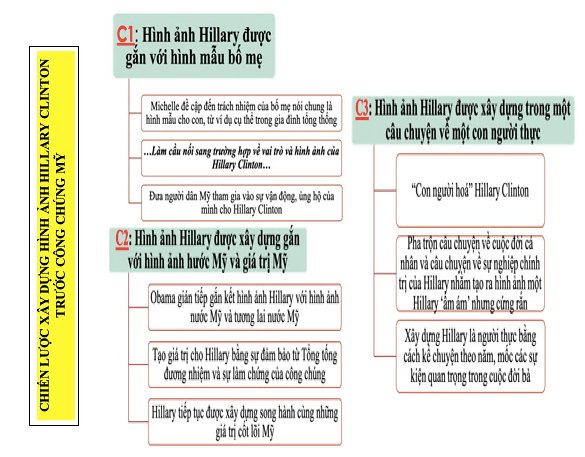 CHIẾN LƯỢC XÂY DỰNG HÌNH ẢNH HILLARY CLINTON
TRƯỚC CÔNG CHÚNG MỸ
C1: Hình ảnh Hillary được
gắn với hình mẫu bố mẹ
Michelle đề cập đến trách nhiệm của bố mẹ nói chung là
hình mẫu cho con, từ ví dụ cụ thể trong gia đình tổng thống
...Làm cầu nối sang trường hợp về vai trò và hình ảnh của
Hillary Clinton...
Đưa người dân Mỹ tham gia vào sự vận động, ủng hộ của
mình cho Hillary Clinton
C2: Hình ảnh Hillary được xây dựng gắn
với hình ảnh nước Mỹ và giá trị Mỹ
Obama gián tiếp gắn kết hình ảnh Hillary với hình ảnh
nước Mỹ và tương lai nước Mỹ
Tạo giá trị cho Hillary bằng sự đảm bảo từ Tổng tống
đương nhiệm và sự làm chứng của công chúng
Hillary tiếp tục được xây dựng song hành cùng những
giá trị cốt lõi Mỹ
C3: Hình ảnh Hillary được xây dựng trong một
câu chuyện về một con người thực
“Con người hoá” Hillary Clinton
Pha trộn câu chuyện về cuộc đời cá
nhân và câu chuyện về sự nghiệp chính
trị của Hillary nhằm tạo ra hình ảnh một
Hillary ‘ấm áp’ nhưng cứng rắn
Xây dựng Hillary là người thực bằng
cách kể chuyện theo năm, mốc các sự
kiện quan trọng trong cuộc đời bà